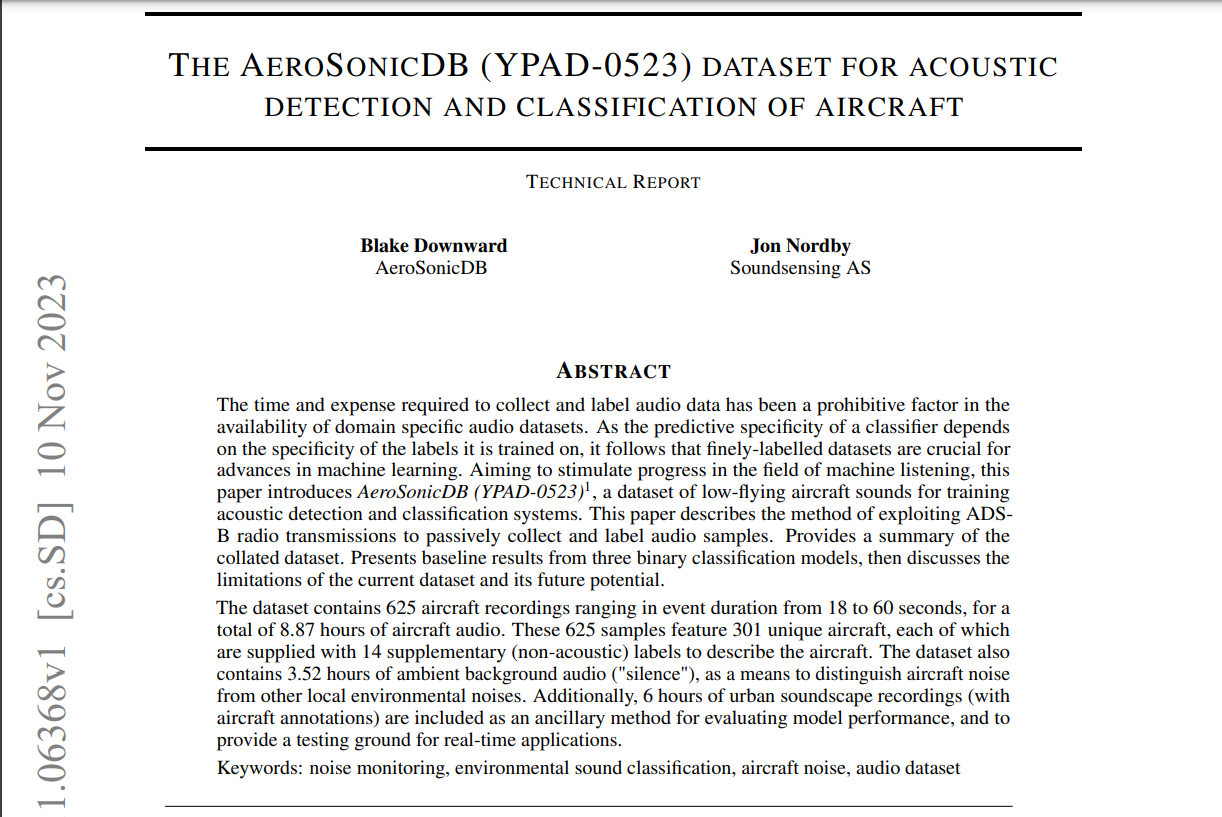 THE AEROSONICDB (YPAD-0523) DATASET FOR ACOUSTIC
DETECTION AND CLASSIFICATION OF AIRCRAFT
TECHNICAL REPORT
Blake Downward
AeroSonicDB
Jon Nordby
Soundsensing AS
ABSTRACT
The time and expense required to collect and label audio data has been a prohibitive factor in the
availability of domain specific audio datasets. As the predictive specificity of a classifier depends
on the specificity of the labels it is trained on, it follows that finely-labelled datasets are crucial for
advances in machine learning. Aiming to stimulate progress in the field of machine listening, this
paper introduces AeroSonicDB (YPAD-0523)¹, a dataset of low-flying aircraft sounds for training
acoustic detection and classification systems. This paper describes the method of exploiting ADS-
B radio transmissions to passively collect and label audio samples. Provides a summary of the
collated dataset. Presents baseline results from three binary classification models, then discusses the
limitations of the current dataset and its future potential.
The dataset contains 625 aircraft recordings ranging in event duration from 18 to 60 seconds, for a
total of 8.87 hours of aircraft audio. These 625 samples feature 301 unique aircraft, each of which
are supplied with 14 supplementary (non-acoustic) labels to describe the aircraft. The dataset also
contains 3.52 hours of ambient background audio ("silence"), as a means to distinguish aircraft noise
from other local environmental noises. Additionally, 6 hours of urban soundscape recordings (with
aircraft annotations) are included as an ancillary method for evaluating model performance, and to
provide a testing ground for real-time applications.
Keywords: noise monitoring, environmental sound classification, aircraft noise, audio dataset
1.06368v1 [cs.SD] 10 Nov 2023